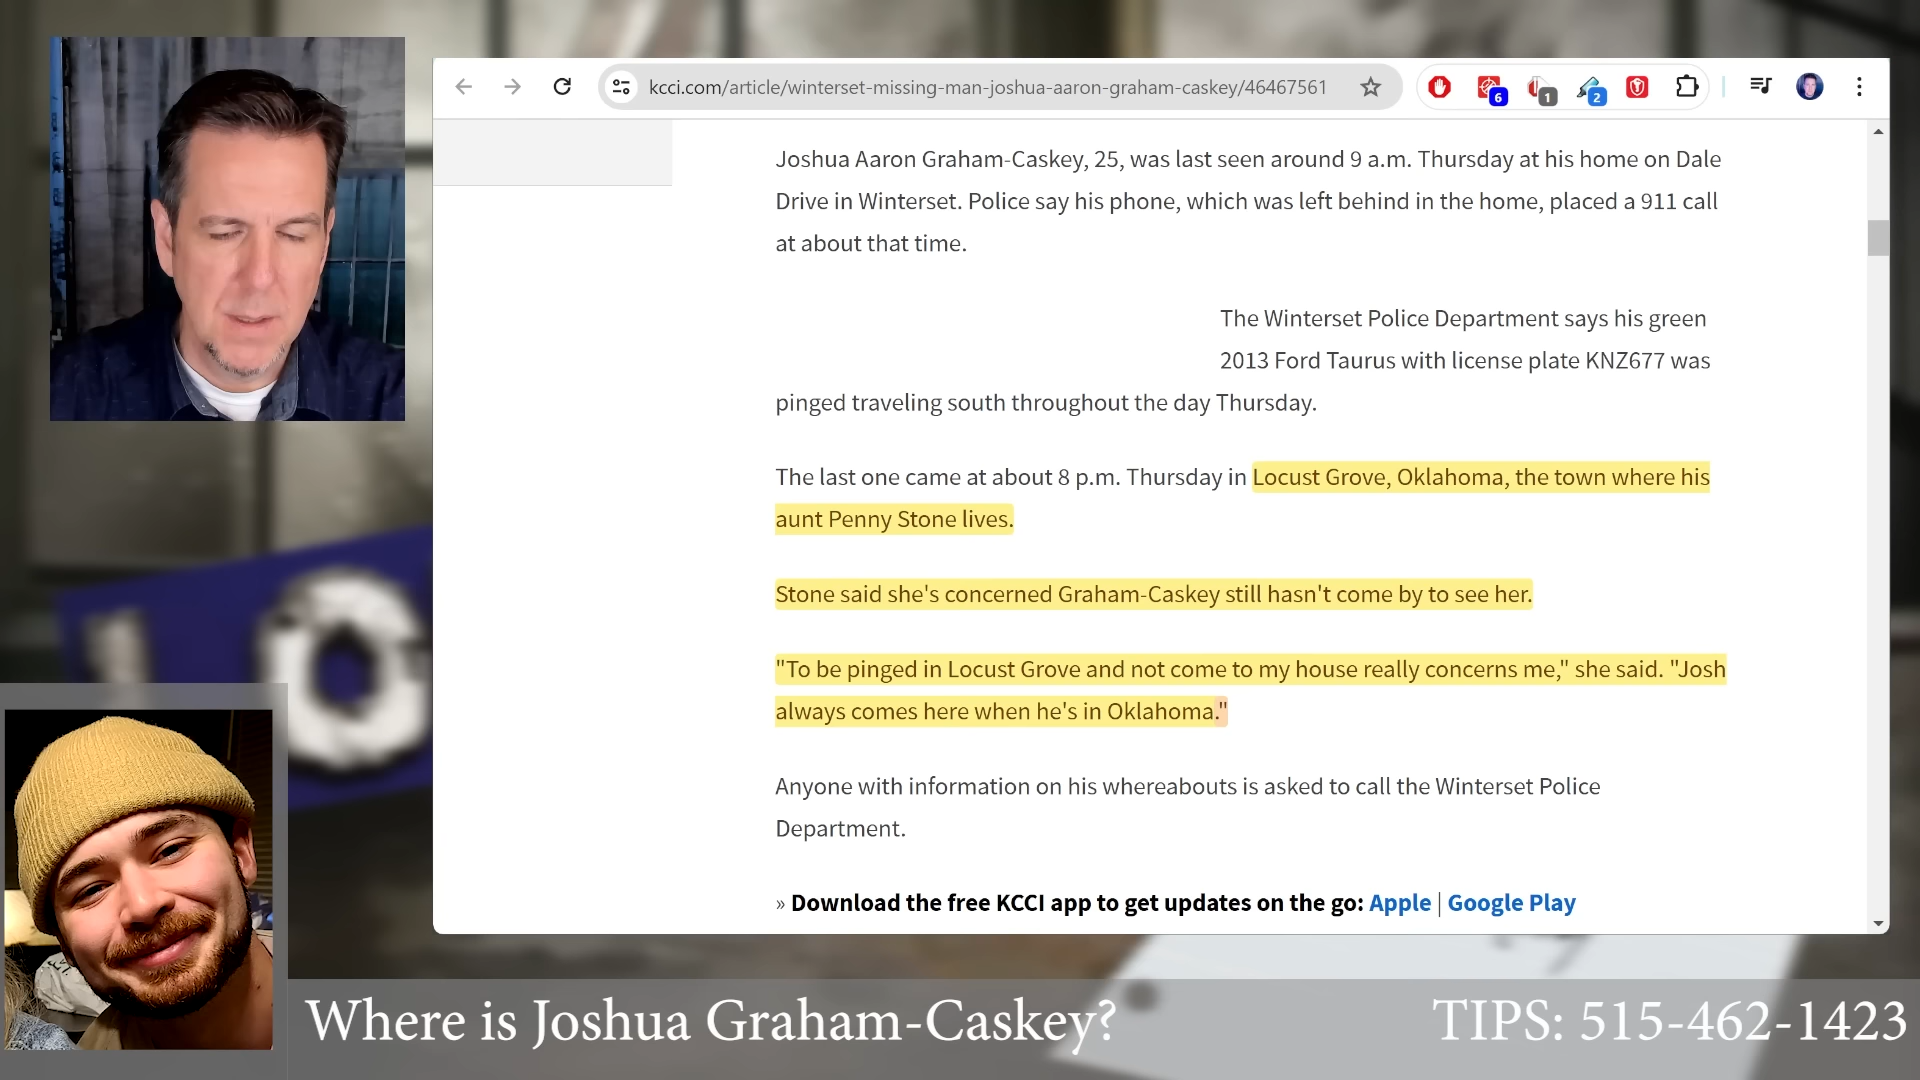 kcci.com/article/winterset-missing-man-joshua-aaron-graham-caskey/46467561
6
1
2
Joshua Aaron Graham-Caskey, 25, was last seen around 9 a.m. Thursday at his home on Dale
Drive in Winterset. Police say his phone, which was left behind in the home, placed a 911 call
at about that time.
The Winterset Police Department says his green
2013 Ford Taurus with license plate KNZ677 was
pinged traveling south throughout the day Thursday.
The last one came at about 8 p.m. Thursday in Locust Grove, Oklahoma, the town where his
aunt Penny Stone lives.
Stone said she's concerned Graham-Caskey still hasn't come by to see her.
"To be pinged in Locust Grove and not come to my house really concerns me," she said. "Josh
always comes here when he's in Oklahoma."
Anyone with information on his whereabouts is asked to call the Winterset Police
Department.
» Download the free KCCI app to get updates on the go: Apple | Google Play
Where is Joshua Graham-Caskey?
TIPS: 515-462-1423